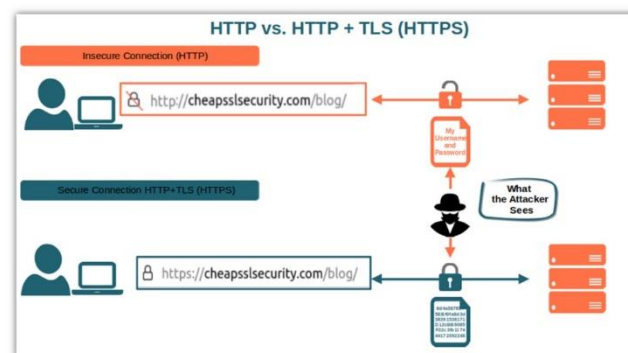 HTTP vs. HTTP + TLS (HTTPS)
Insecure Connection (HTTP)
http://cheapsslsecurity.com/blog/
My
Username
and
Password
Secure Connection HTTP+TLS (HTTPS)
What
the Attacker
Sees
https://cheapsslsecurity.com/blog/